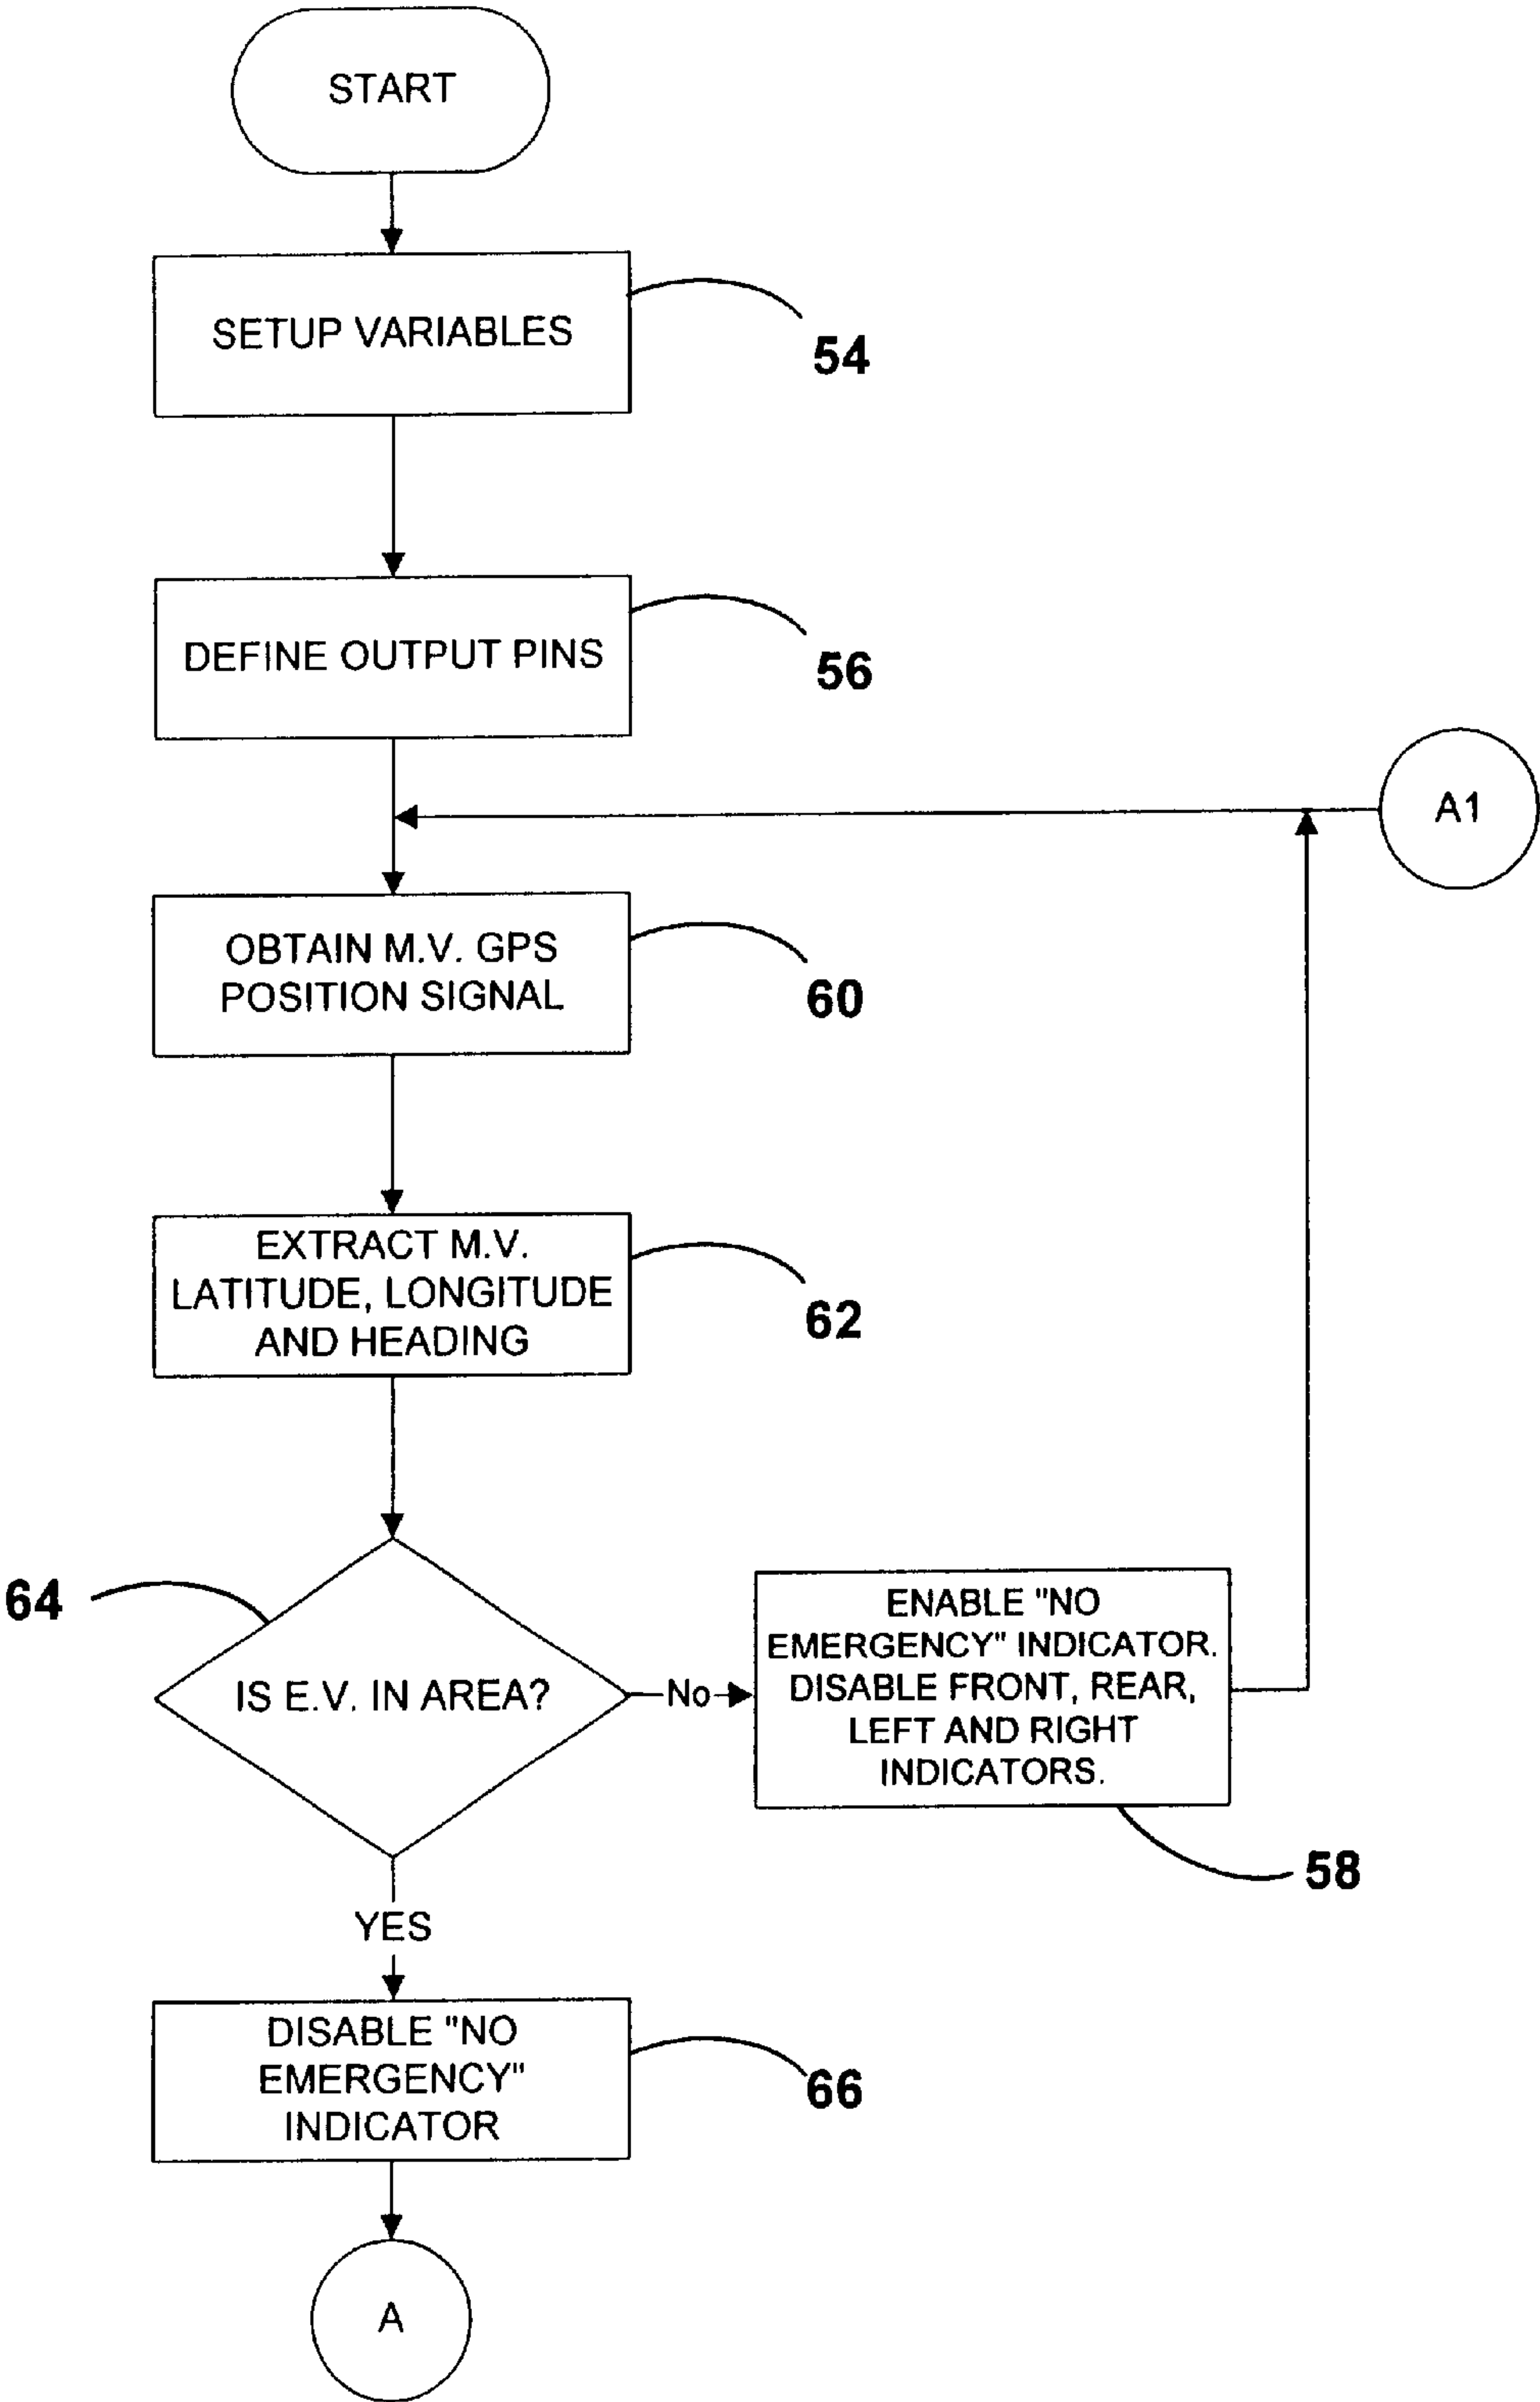 START
SETUP VARIABLES
54
DEFINE OUTPUT PINS
56
A1
OBTAIN M.V. GPS
POSITION SIGNAL
60
EXTRACT M.V.
LATITUDE, LONGITUDE
AND HEADING
62
64
IS E.V. IN AREA?
No
ENABLE "NO
EMERGENCY" INDICATOR.
DISABLE FRONT, REAR,
LEFT AND RIGHT
INDICATORS.
58
YES
DISABLE "NO
EMERGENCY"
INDICATOR
66
A